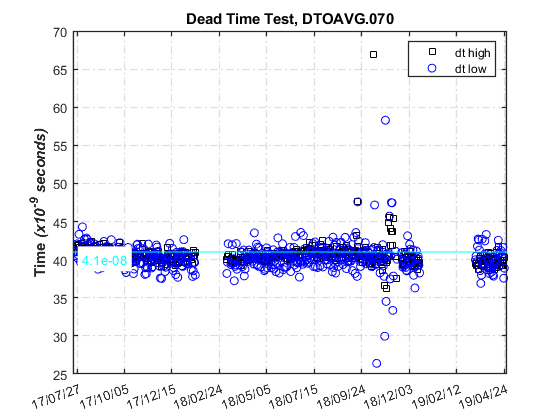 Dead Time Test, DTOAVG.070
70
65
60
55
50
45
40
35
30
25
Time (x10⁻⁹ seconds)
dt high
dt low
4.1e-08
17/07/27 17/10/05 17/12/15 18/02/24 18/05/05 18/07/15 18/09/24 18/12/03 19/02/12 19/04/24